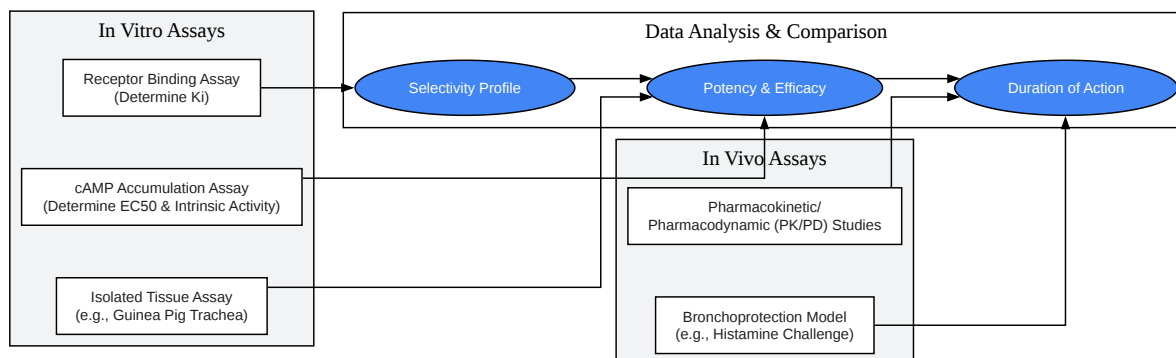 In Vitro Assays
Receptor Binding Assay
(Determine Ki)
cAMP Accumulation Assay
(Determine EC50 & Intrinsic Activity)
Isolated Tissue Assay
(e.g., Guinea Pig Trachea)
Data Analysis & Comparison
Selectivity Profile
Potency & Efficacy
Duration of Action
In Vivo Assays
Pharmacokinetic/
Pharmacodynamic (PK/PD) Studies
Bronchoprotection Model
(e.g., Histamine Challenge)